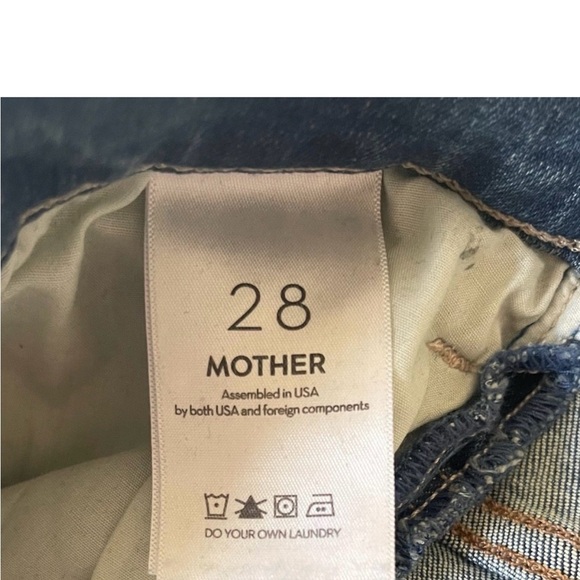 28
MOTHER
Assembled in USA
by both USA and foreign components
DO YOUR OWN LAUNDRY